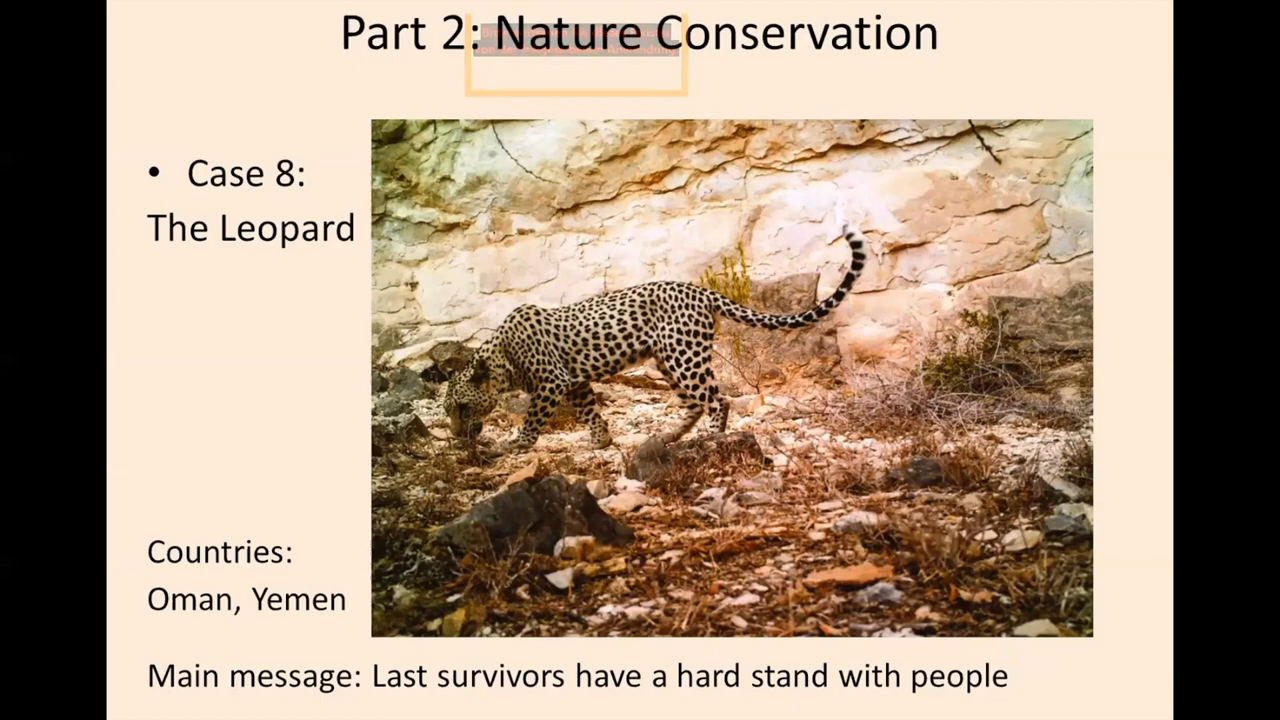 Part 2: Nature Conservation
• Case 8:
The Leopard
Countries:
Oman, Yemen
Main message: Last survivors have a hard stand with people